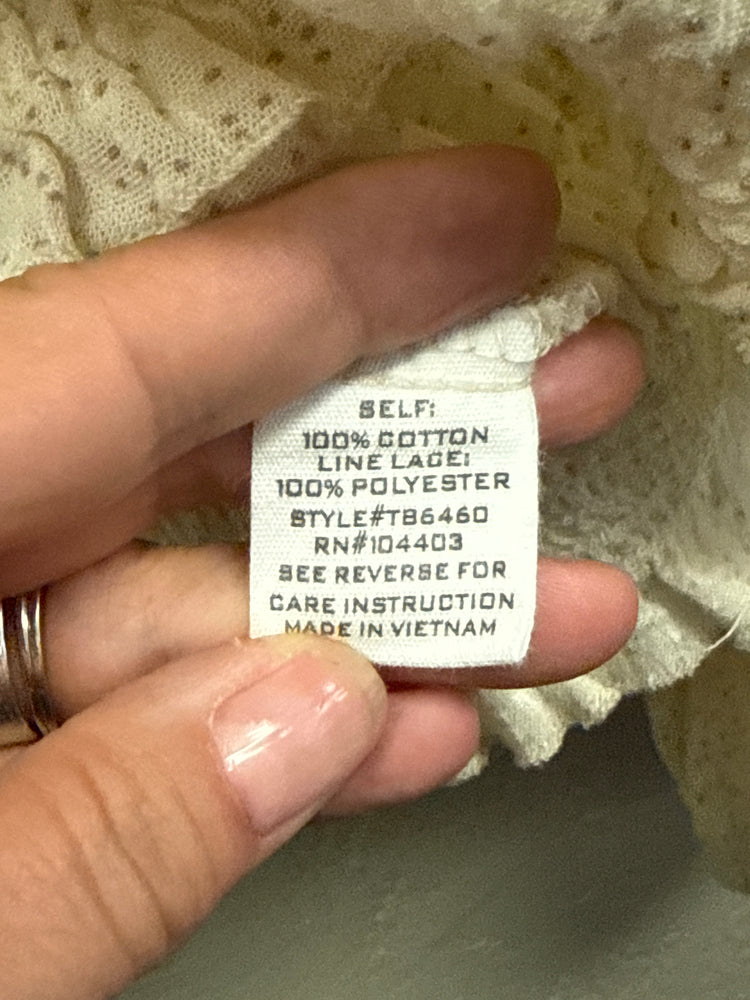 SELF:
100% COTTON
LINE LACE:
100% POLYESTER
STYLE#TB6460
RN#104403
SEE REVERSE FOR
CARE INSTRUCTION
MADE IN VIETNAM